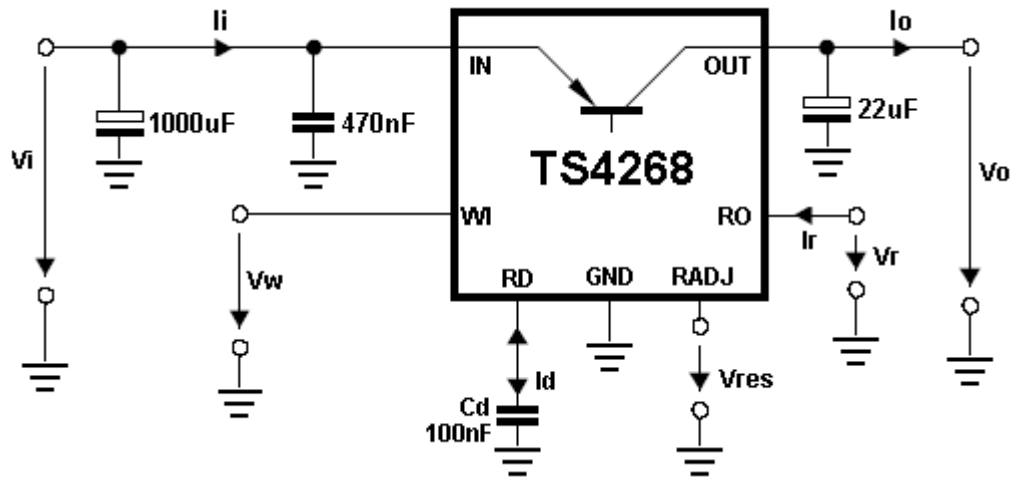 Ii
Io
IN
OUT
1000uF
470nF
22uF
Vi
TS4268
Vo
WI
RO
Ir
Vr
Vw
RD
GND
RADJ
Id
Vres
Cd
100nF